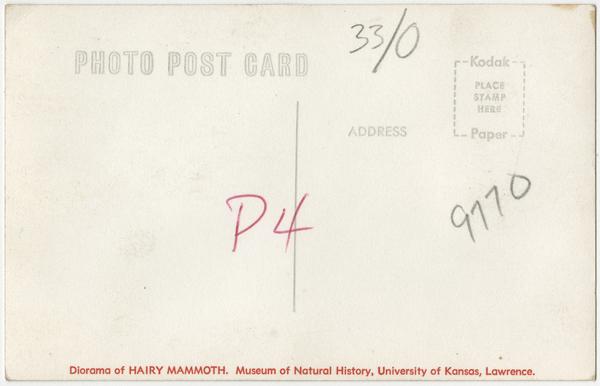 33/0
PHOTO POST CARD
Kodak
PLACE
STAMP
HERE
Paper
ADDRESS
9770
P4
Diorama of HAIRY MAMMOTH. Museum of Natural History, University of Kansas, Lawrence.